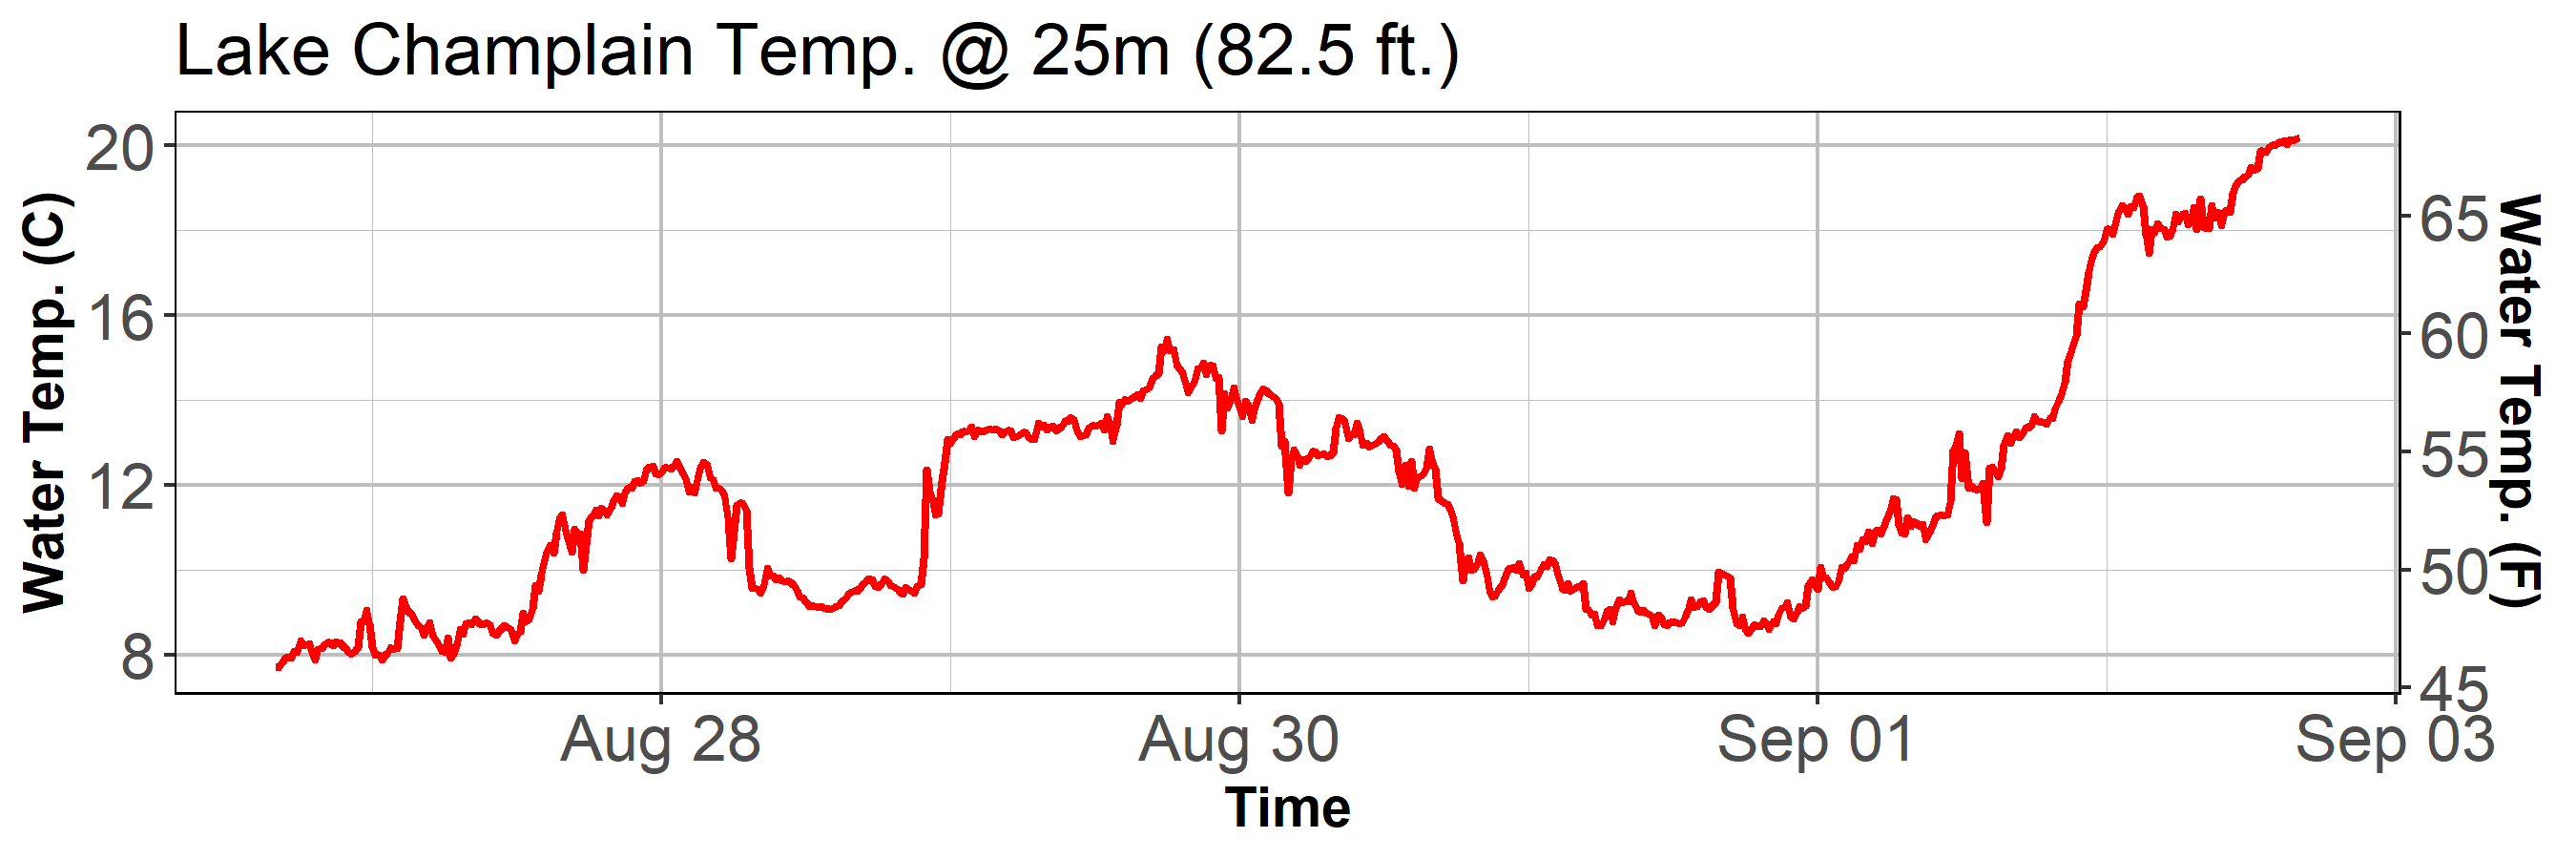 Lake Champlain Temp. @ 25m (82.5 ft.)
Water Temp. (C)
20
16
12
8
65
60
55
50
45
Water Temp. (F)
Aug 28 Aug 30 Sep 01 Sep 03
Time